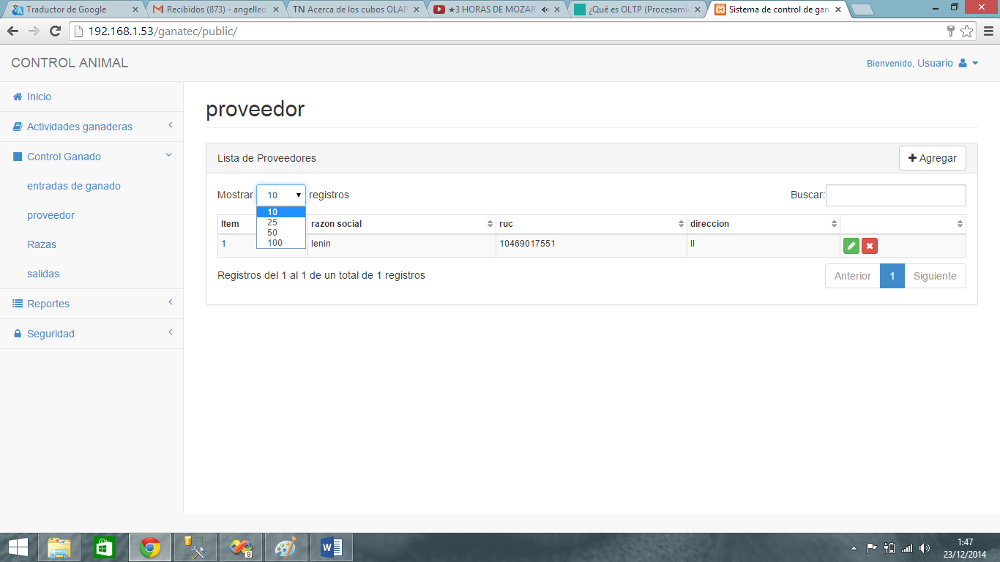 Traductor de Google
Recibidos (873) - angelleo
TN Acerca de los cubos OLAP
★3 HORAS DE MOZAR
¿Qué es OLTP (Procesami
Sistema de control de gan
192.168.1.53/ganatec/public/
CONTROL ANIMAL
Bienvenido, Usuario
Inicio
Actividades ganaderas
Control Ganado
entradas de ganado
proveedor
Razas
salidas
Reportes
Seguridad
proveedor
Lista de Proveedores
Agregar
Mostrar 10 registros
Buscar:
10
25
50
100
Item razon social ruc direccion
1 lenin 10469017551 ll
Registros del 1 al 1 de un total de 1 registros
Anterior 1 Siguiente
9
1:47
23/12/2014